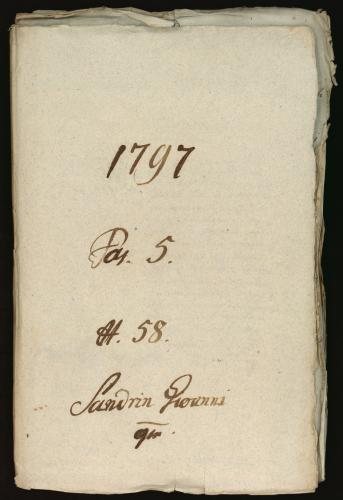 1797
Pos. 5.
N. 58.
Sandrin Giovanni